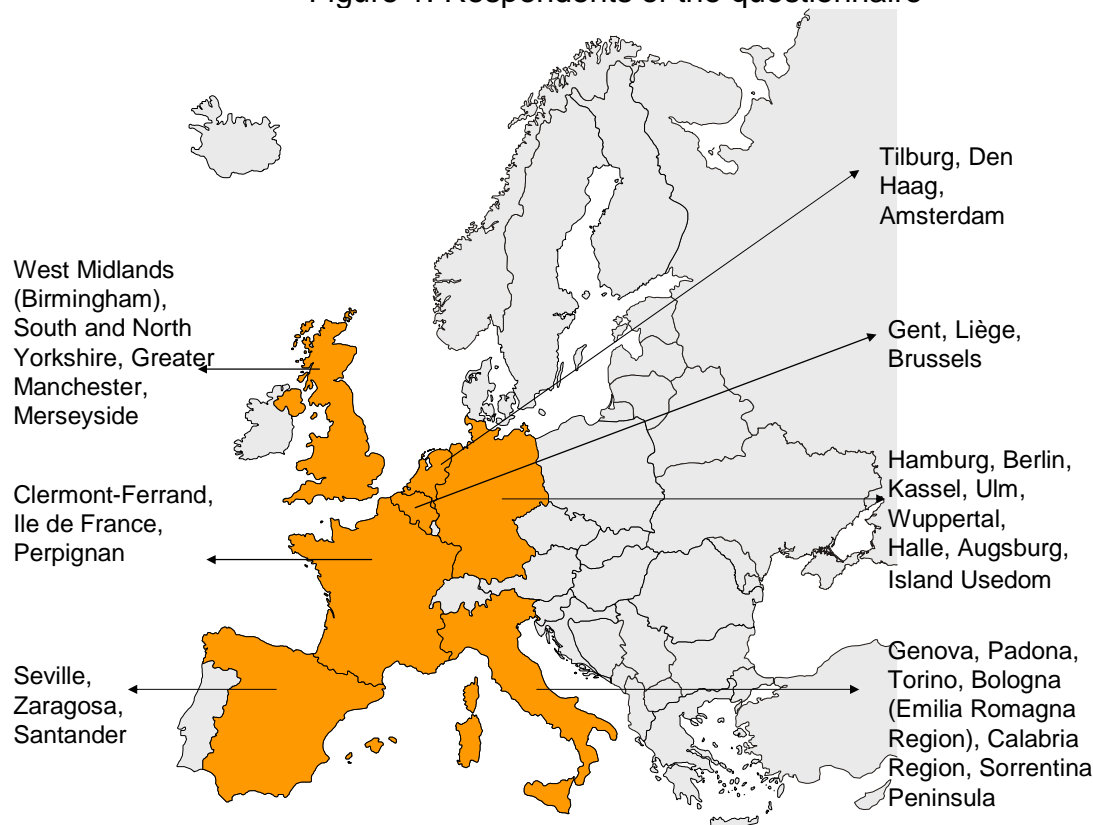 Figure 1: Respondents of the questionnaire
Tilburg, Den
Haag,
Amsterdam
West Midlands
(Birmingham),
South and North
Yorkshire, Greater
Manchester,
Merseyside
Gent, Liège,
Brussels
Hamburg, Berlin,
Kassel, Ulm,
Wuppertal,
Halle, Augsburg,
Island Usedom
Clermont-Ferrand,
Ile de France,
Perpignan
Genova, Padona,
Torino, Bologna
(Emilia Romagna
Region), Calabria
Region, Sorrentina
Peninsula
Seville,
Zaragosa,
Santander